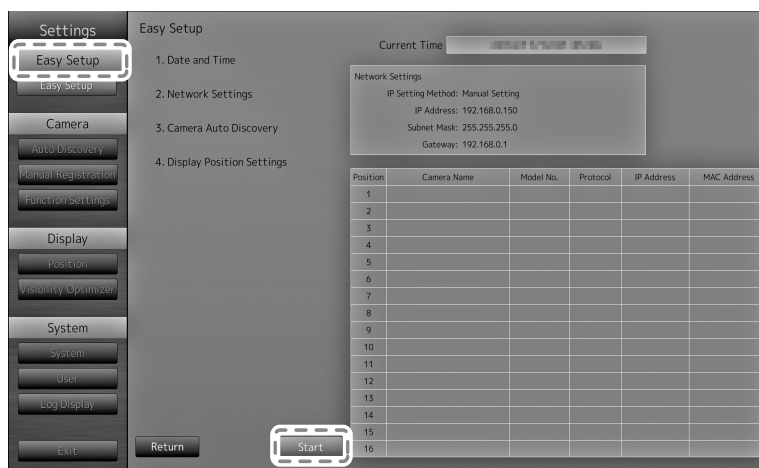 Settings
Easy Setup
Easy Setup
Camera
Auto Discovery
Manual Registration
Function Settings
Display
Position
Visibility Optimizer
System
System
User
Log Display
Exit
Easy Setup
1. Date and Time
2. Network Settings
3. Camera Auto Discovery
4. Display Position Settings
Return
Start
Current Time
Network Settings
IP Setting Method: Manual Setting
IP Address: 192.168.0.150
Subnet Mask: 255.255.255.0
Gateway: 192.168.0.1
Position Camera Name Model No. Protocol IP Address MAC Address
1
2
3
4
5
6
7
8
9
10
11
12
13
14
15
16